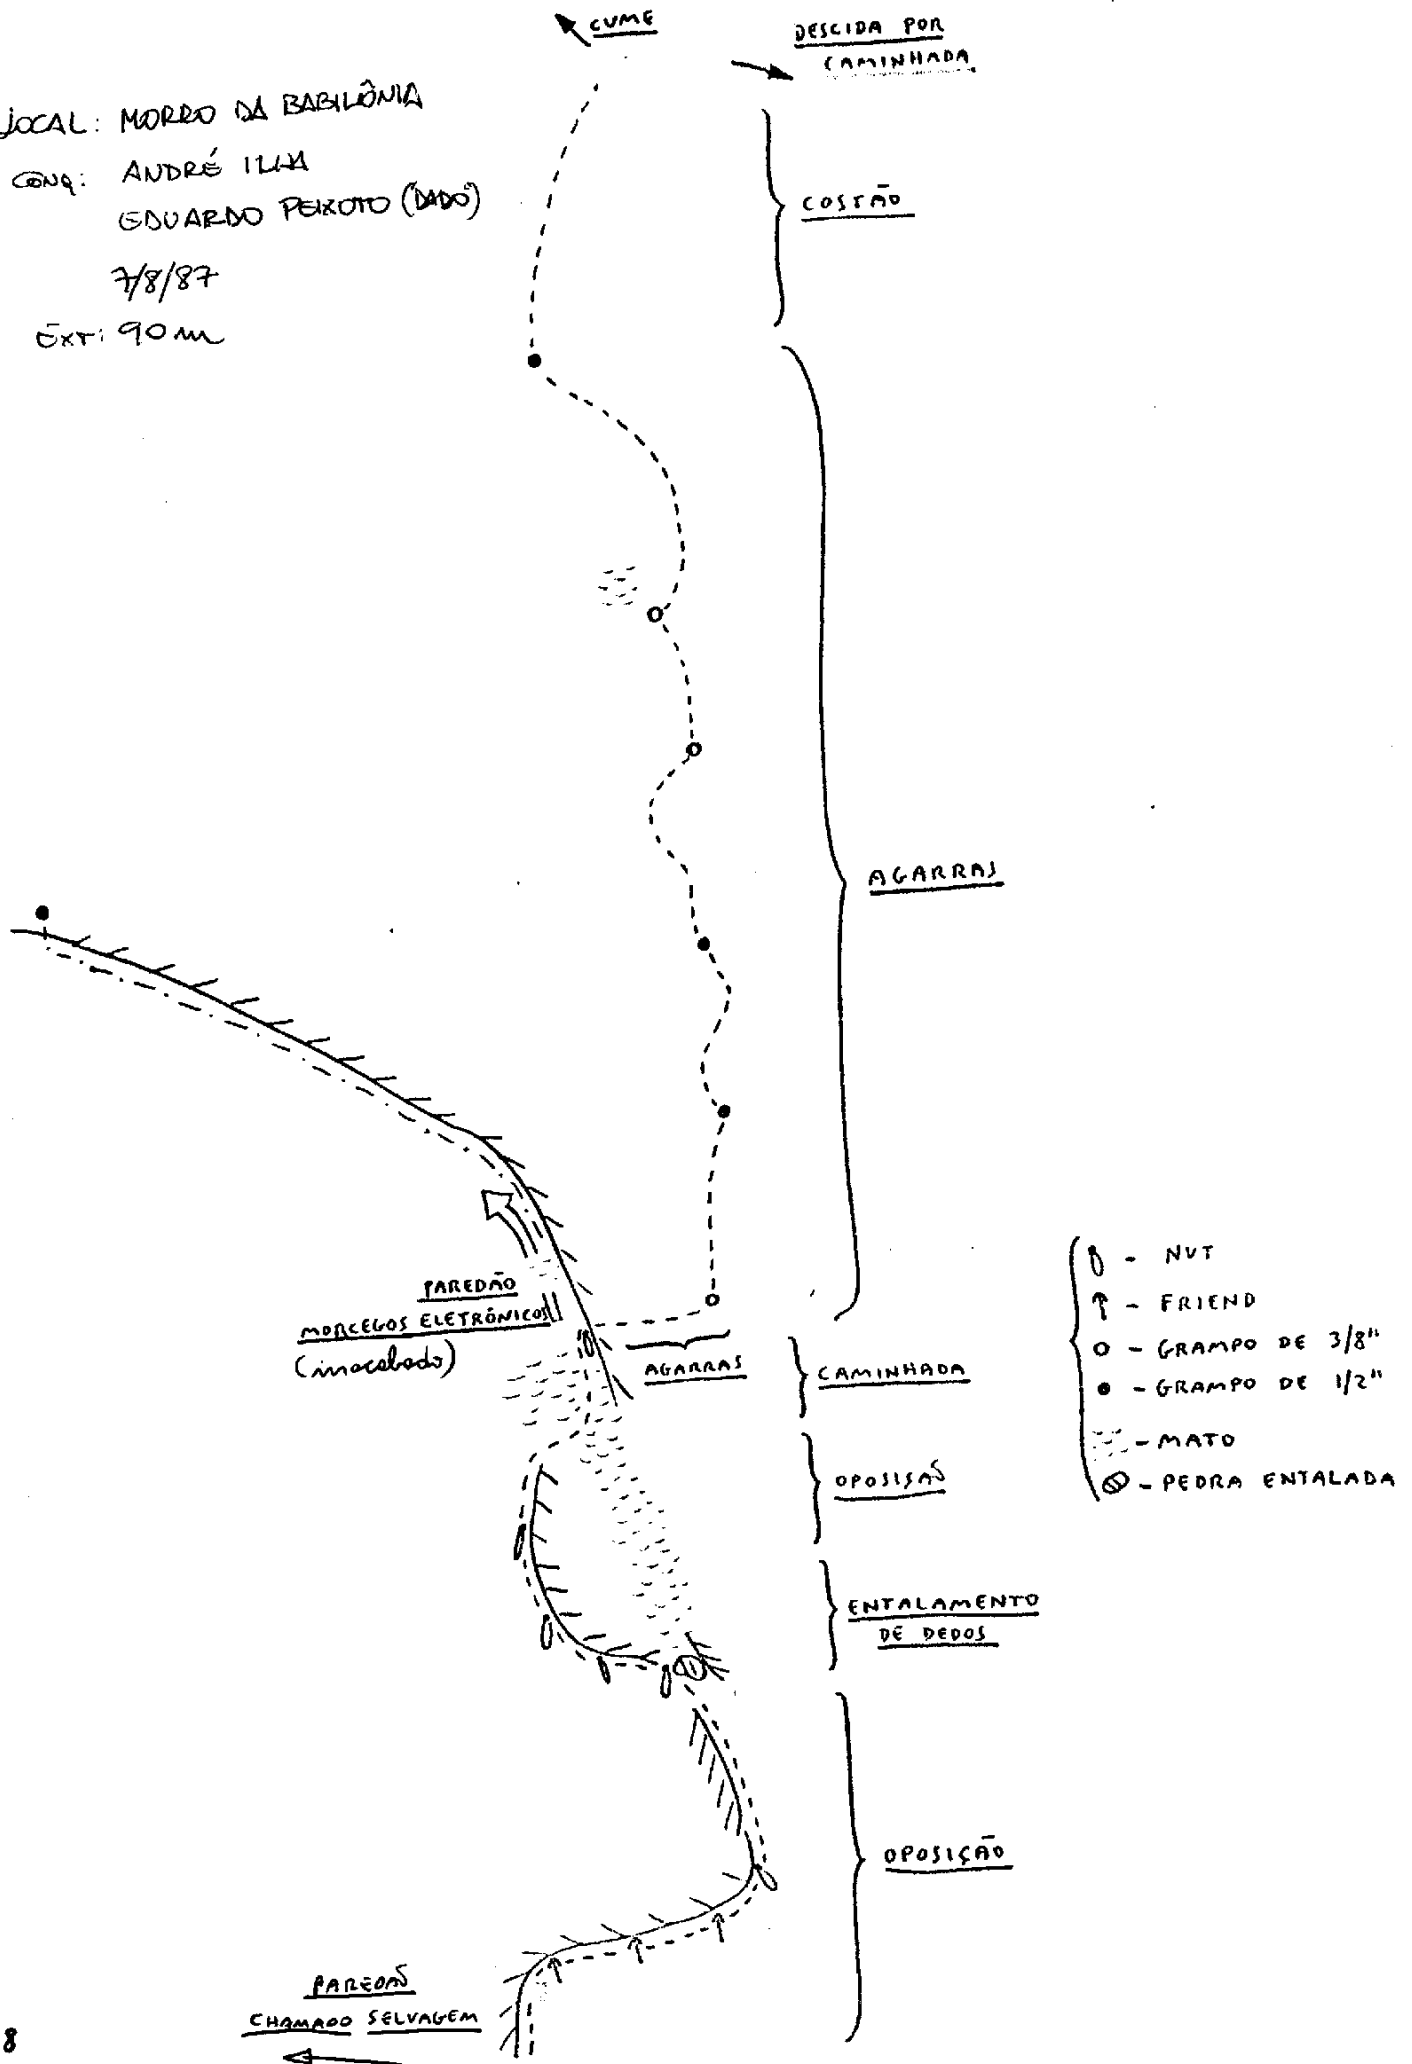 CUME
DESCIDA POR
CAMINHADA
LOCAL: MORRO DA BABILÔNIA
CONQ: ANDRÉ ILHA
EDUARDO PEIXOTO (DADÔ)
7/8/87
EXT: 90 m
COSTÃO
AGARRAS
PAREDÃO
MORCEGOS ELETRÔNICOS
(inacabado)
AGARRAS
CAMINHADA
OPOSIÇÃO
ENTALAMENTO
DE DEDOS
OPOSIÇÃO
- NUT
- FRIEND
- GRAMPO DE 3/8"
- GRAMPO DE 1/2"
- MATO
- PEDRA ENTALADA
PAREDÃO
CHAMADO SELVAGEM
8